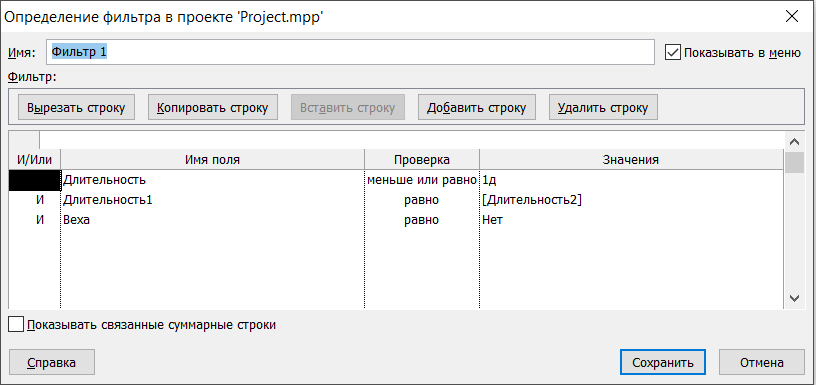 Определение фильтра в проекте 'Project.mpp'
Имя: Фильтр 1 Показывать в меню
Фильтр:
Вырезать строку Копировать строку Вставить строку Добавить строку Удалить строку
И/Или Имя поля Проверка Значения
Длительность меньше или равно 1д
И Длительность1 равно [Длительность2]
И Веха равно Нет
Показывать связанные суммарные строки
Справка Сохранить Отмена